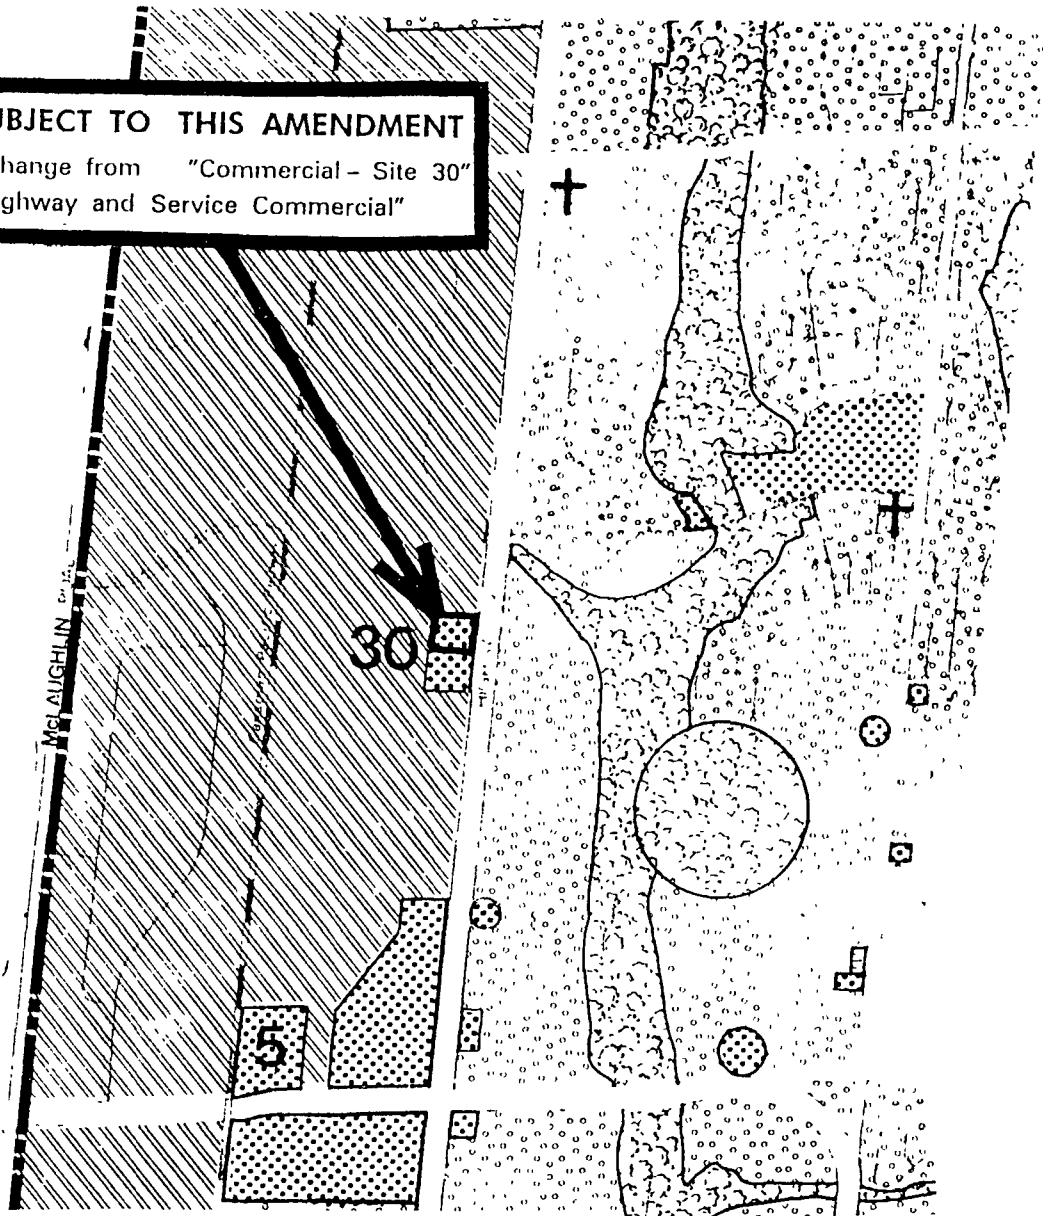 UBJECT TO THIS AMENDMENT
hange from "Commercial – Site 30"
ghway and Service Commercial"
30
McLAUGHLIN
5